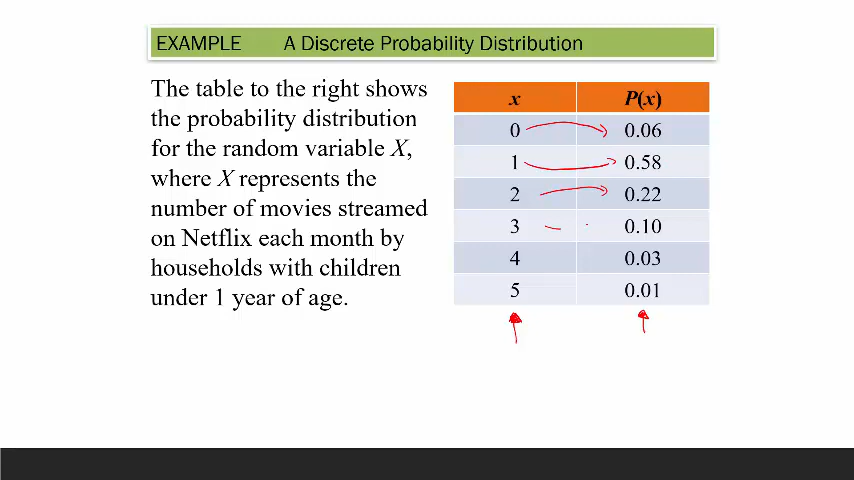 EXAMPLE A Discrete Probability Distribution
The table to the right shows
the probability distribution
for the random variable X,
where X represents the
number of movies streamed
on Netflix each month by
households with children
under 1 year of age.
x P(x)
0 0.06
1 0.58
2 0.22
3 0.10
4 0.03
5 0.01